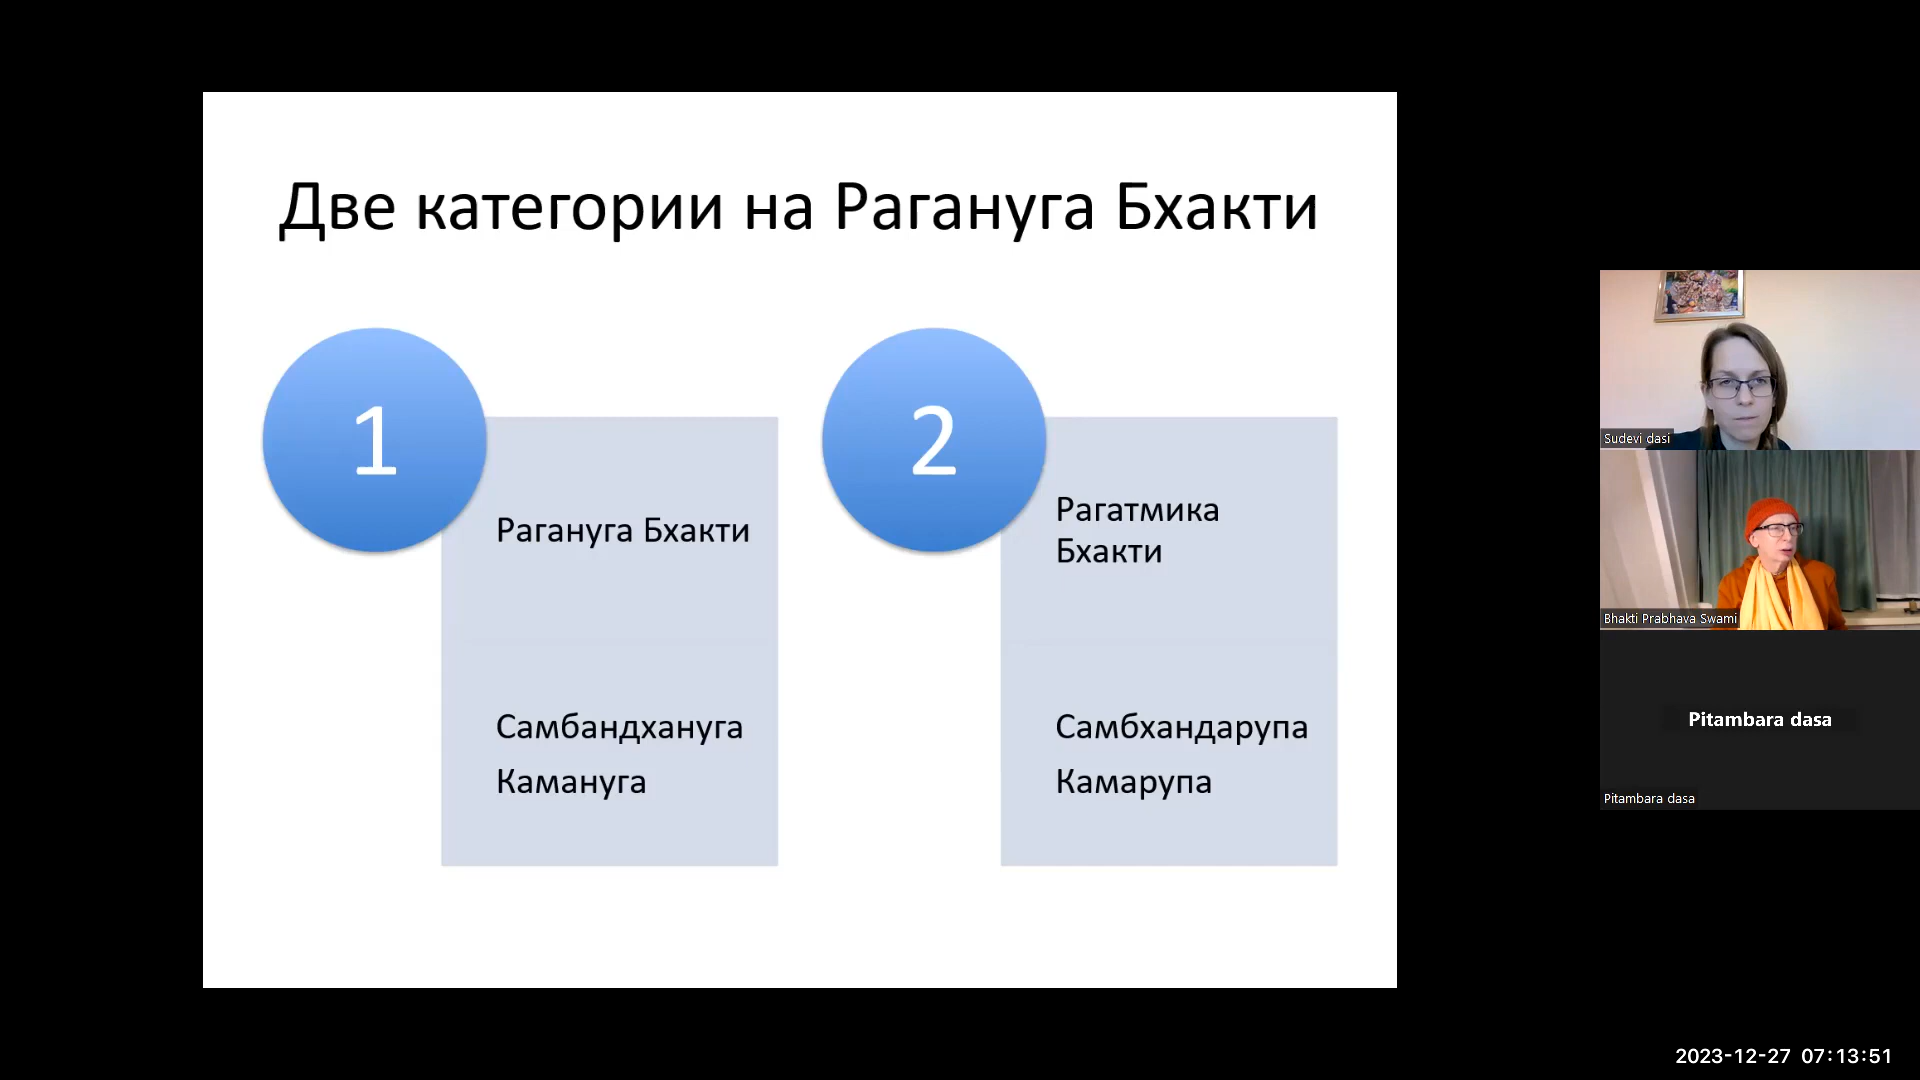 Две категории на Рагануга Бхакти
1
Рагануга Бхакти
Самбандхануга
Камануга
2
Рагатмика
Бхакти
Самбхандарупа
Камарупа
Sudevi dasi
Bhakti Prabhava Swami
Pitambara dasa
Pitambara dasa
2023-12-27 07:13:51